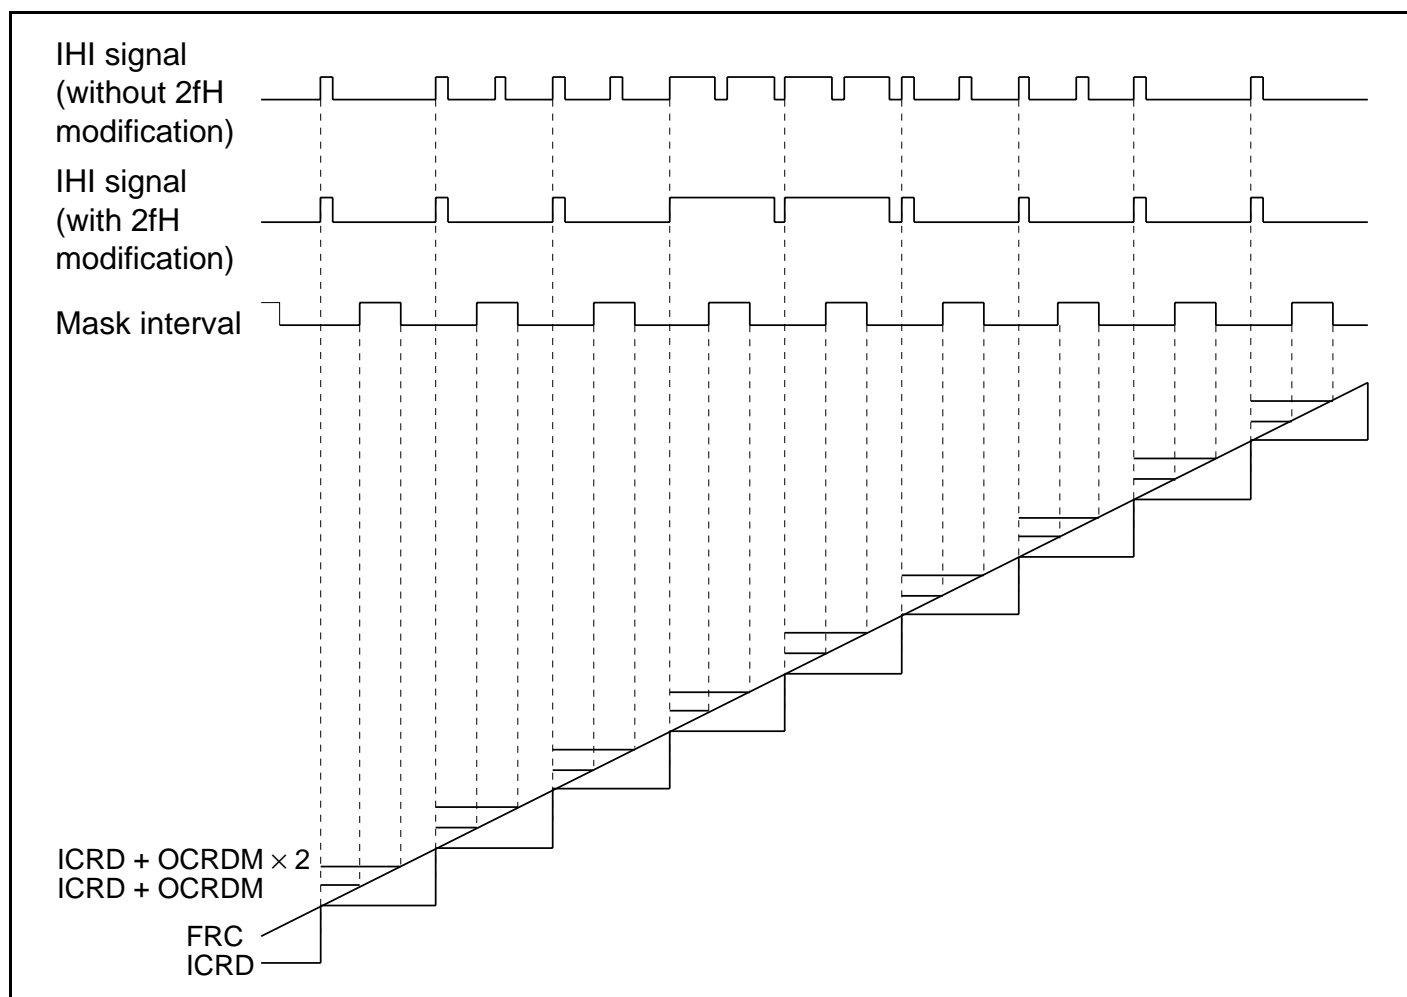 IHI signal
(without 2fH
modification)
IHI signal
(with 2fH
modification)
Mask interval
ICRD + OCRDM × 2
ICRD + OCRDM
FRC
ICRD